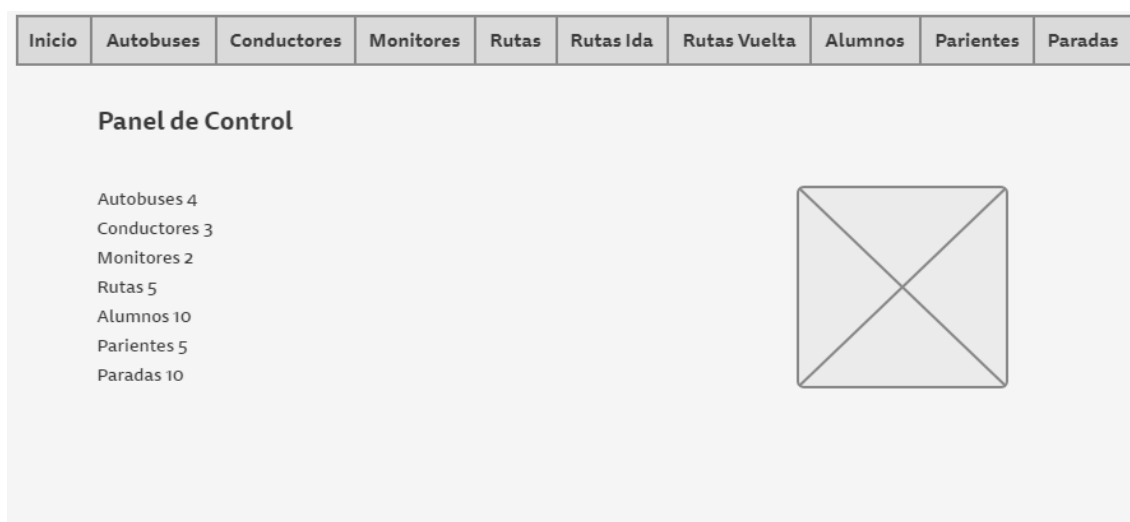 Inicio Autobuses Conductores Monitores Rutas Rutas Ida Rutas Vuelta Alumnos Parientes Paradas
Panel de Control
Autobuses 4
Conductores 3
Monitores 2
Rutas 5
Alumnos 10
Parientes 5
Paradas 10